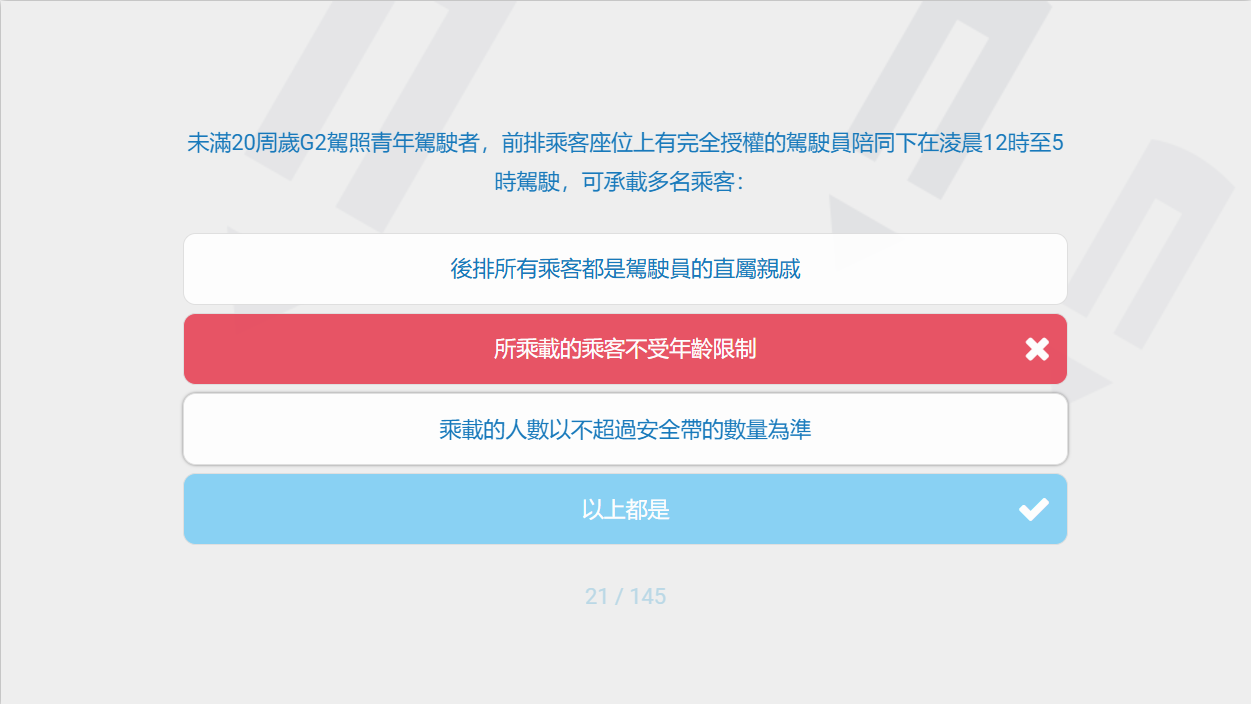 未滿20周歲G2駕照青年駕駛者，前排乘客座位上有完全授權的駕駛員陪同下在淩晨12時至5
時駕駛，可承載多名乘客：
後排所有乘客都是駕駛員的直屬親戚
所乘載的乘客不受年齡限制
乘載的人數以不超過安全帶的數量為準
以上都是
21 / 145